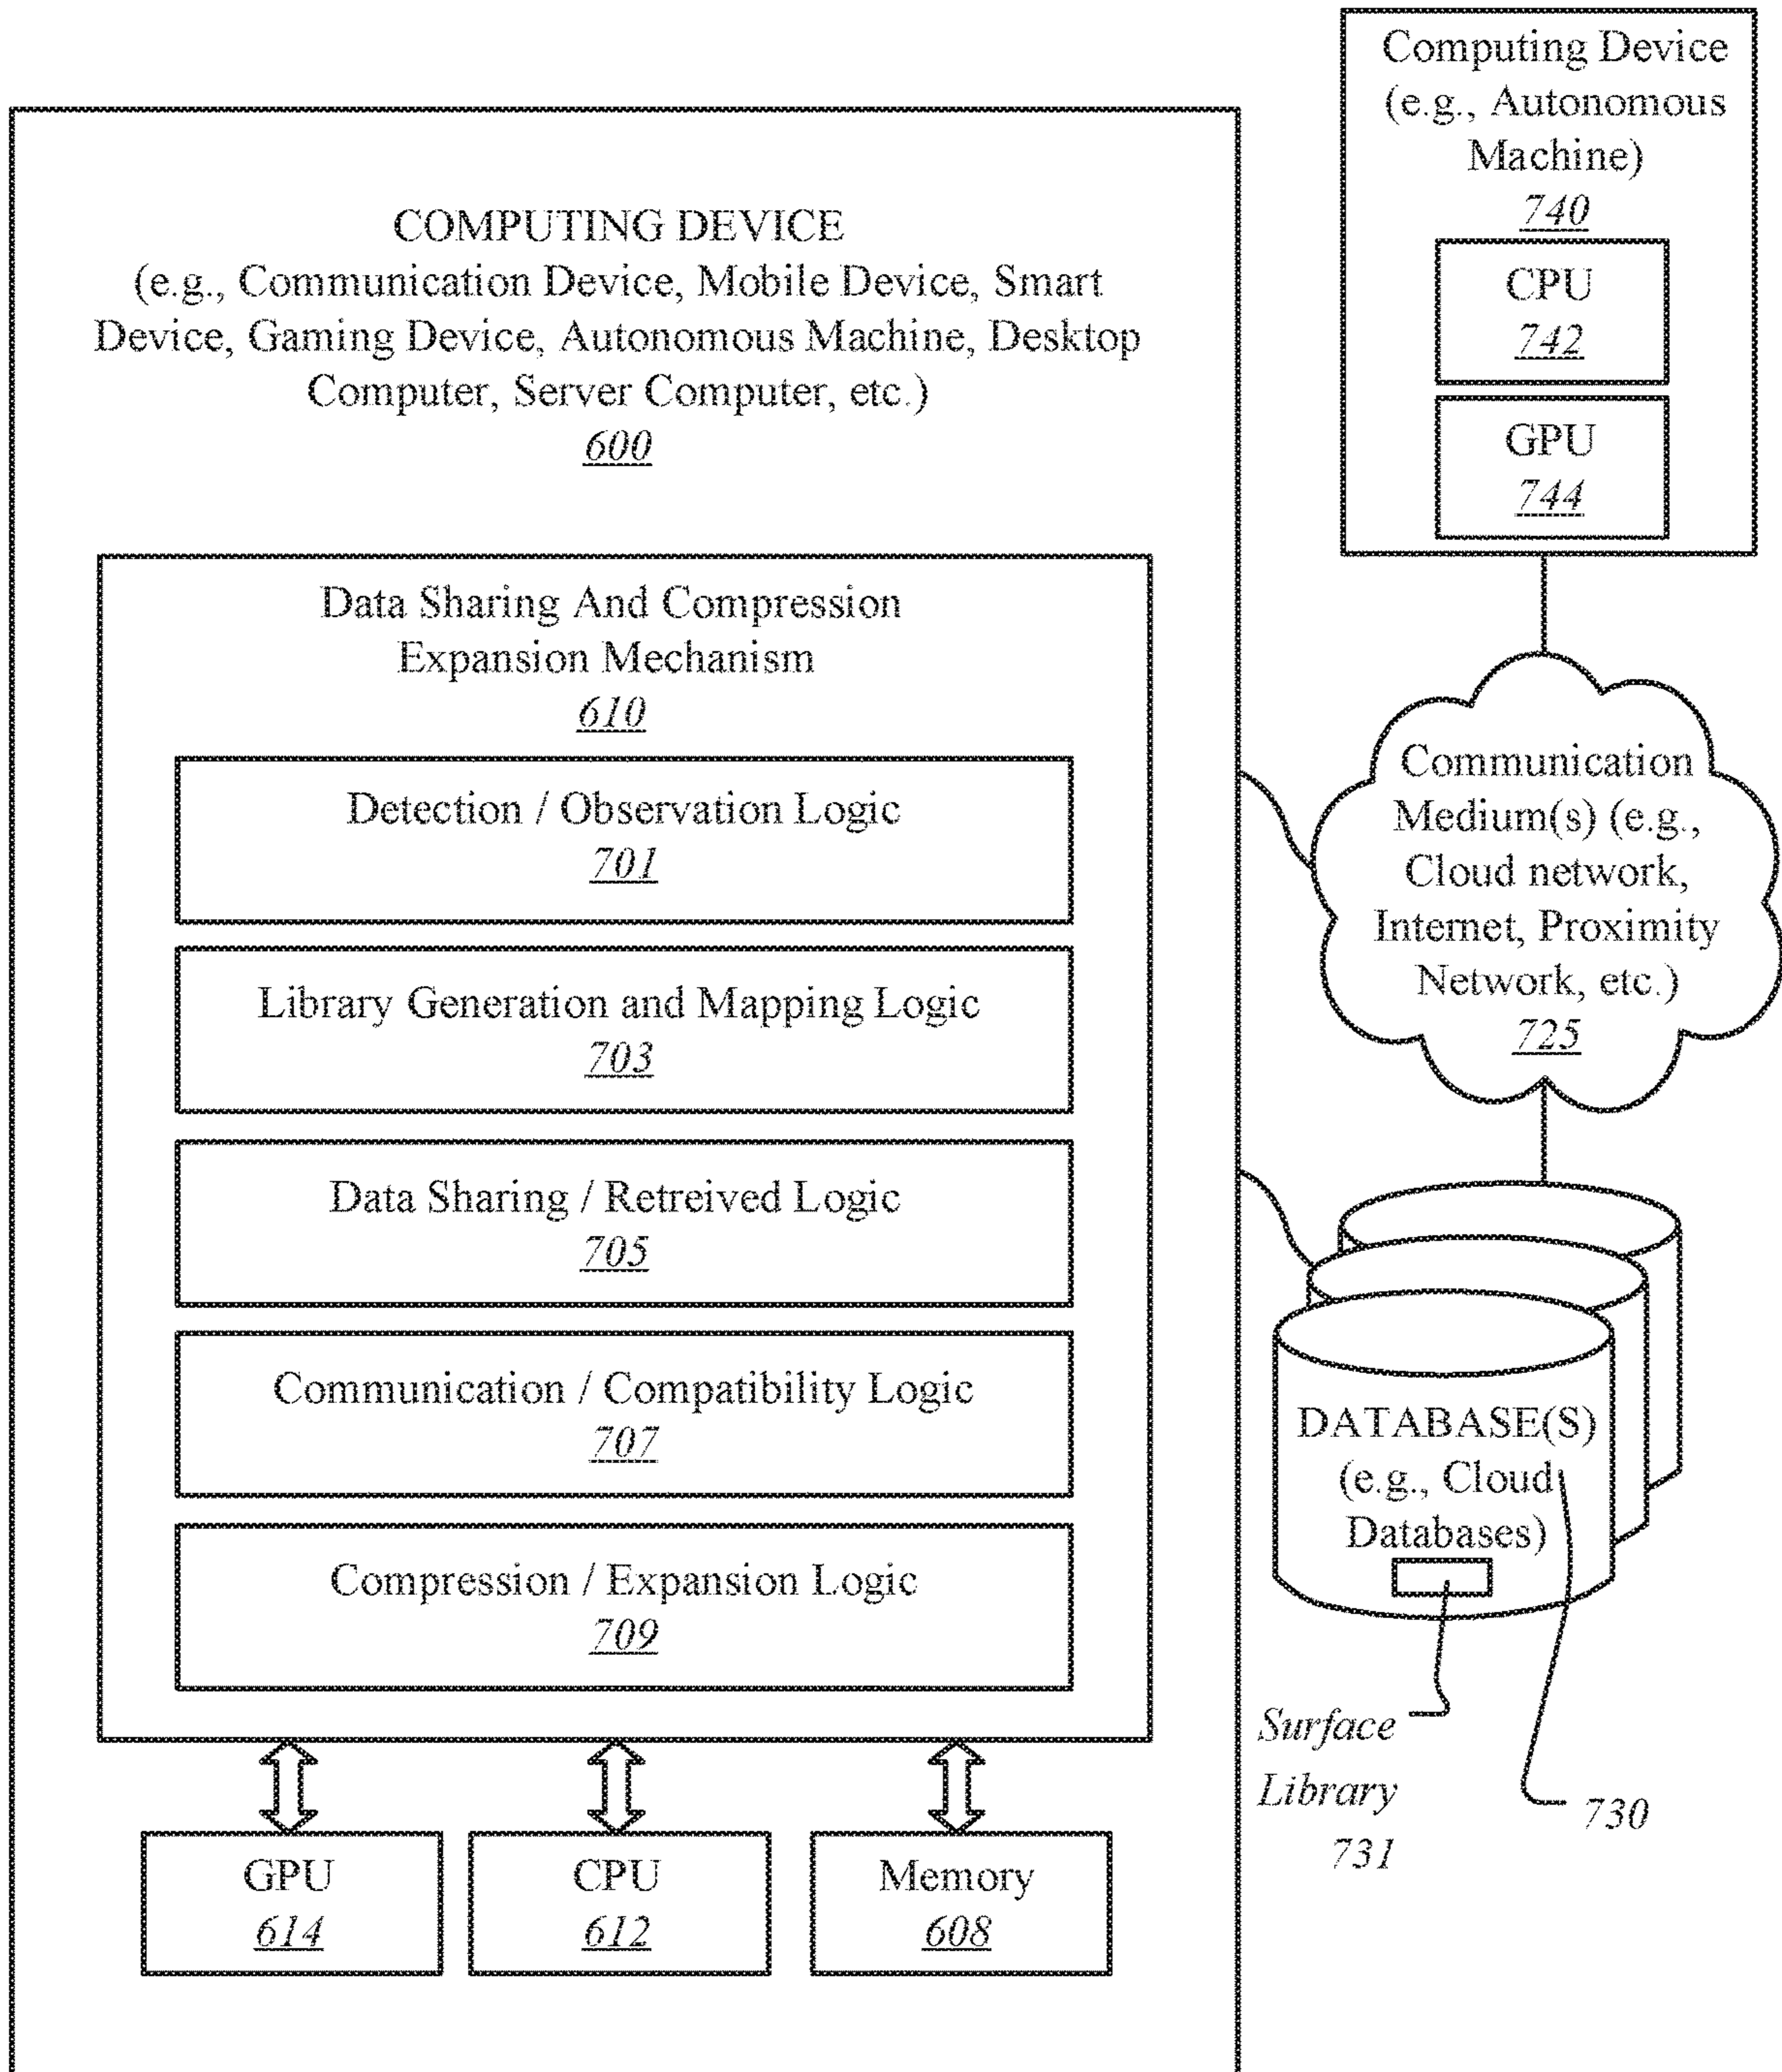 COMPUTING DEVICE
(e.g., Communication Device, Mobile Device, Smart
Device, Gaming Device, Autonomous Machine, Desktop
Computer, Server Computer, etc.)
600
Data Sharing And Compression
Expansion Mechanism
610
Detection / Observation Logic
701
Library Generation and Mapping Logic
703
Data Sharing / Retreived Logic
705
Communication / Compatibility Logic
707
Compression / Expansion Logic
709
GPU
614
CPU
612
Memory
608
Computing Device
(e.g., Autonomous
Machine)
740
CPU
742
GPU
744
Communication
Medium(s) (e.g.,
Cloud network,
Internet, Proximity
Network, etc.)
725
DATABASE(S)
(e.g., Cloud
Databases)
Surface
Library
731
730